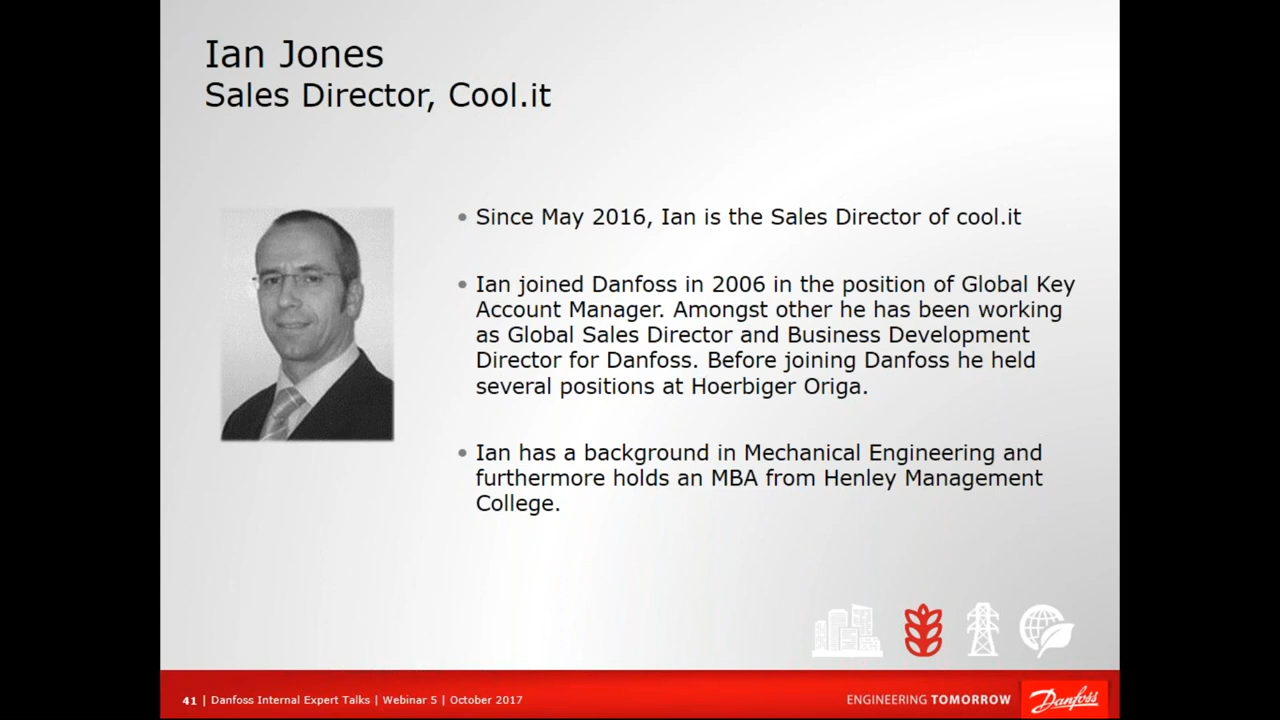 Ian Jones
Sales Director, Cool.it
• Since May 2016, Ian is the Sales Director of cool.it
• Ian joined Danfoss in 2006 in the position of Global Key
Account Manager. Amongst other he has been working
as Global Sales Director and Business Development
Director for Danfoss. Before joining Danfoss he held
several positions at Hoerbiger Origa.
• Ian has a background in Mechanical Engineering and
furthermore holds an MBA from Henley Management
College.
41 | Danfoss Internal Expert Talks | Webinar 5 | October 2017
ENGINEERING TOMORROW
Danfoss